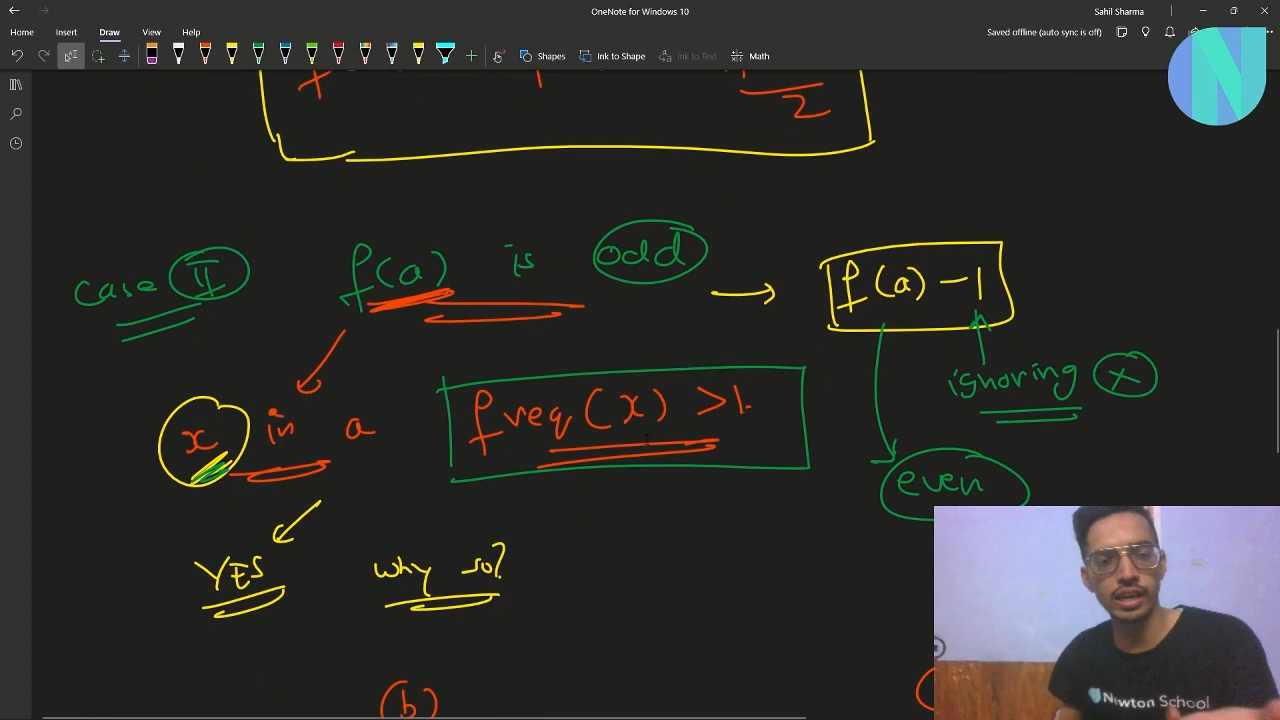 OneNote for Windows 10
Sahil Sharma
Home Insert Draw View Help
Saved offline (auto sync is off)
Shapes Ink to Shape Ink to Text Math
2
case II f(a) is odd → f(a) - 1
ignoring x
x in a freq(x) > 1
even
YES why so?
(b)
Newton School